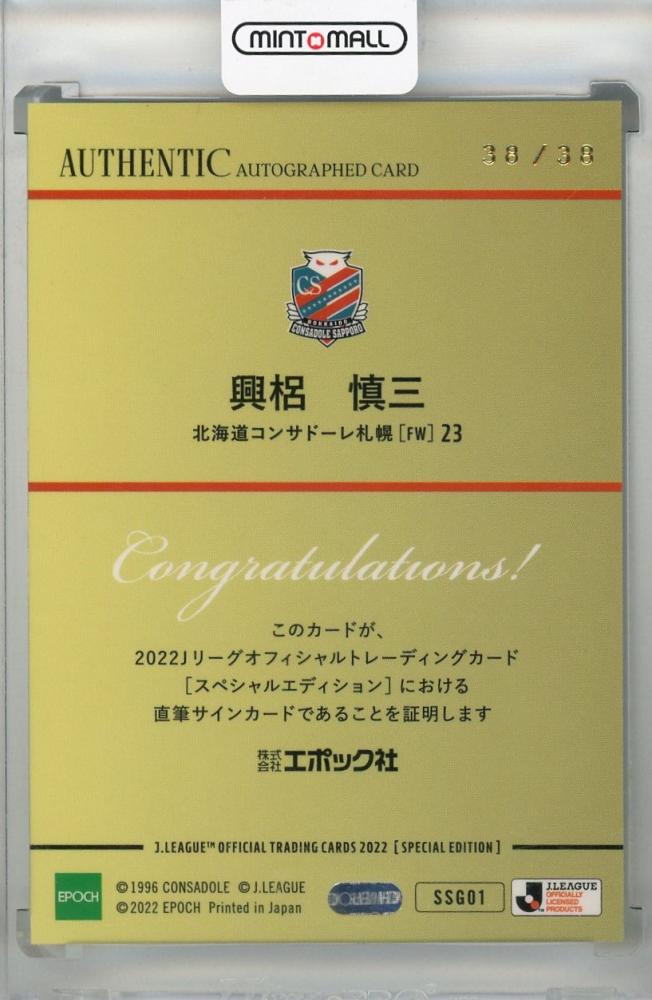 MINT MALL
AUTHENTIC AUTOGRAPHED CARD
38/38
CS
HOKKAIDO
CONSADOLE SAPPORO
興梠 慎三
北海道コンサドーレ札幌［FW］23
Congratulations!
このカードが、
2022Jリーグオフィシャルトレーディングカード
［スペシャルエディション］における
直筆サインカードであることを証明します
株式会社エポック社
J.LEAGUE™ OFFICIAL TRADING CARDS 2022 [SPECIAL EDITION]
EPOCH
©1996 CONSADOLE ©J.LEAGUE
©2022 EPOCH Printed in Japan
SSG01
J.LEAGUE
OFFICIALLY
LICENSED
PRODUCTS